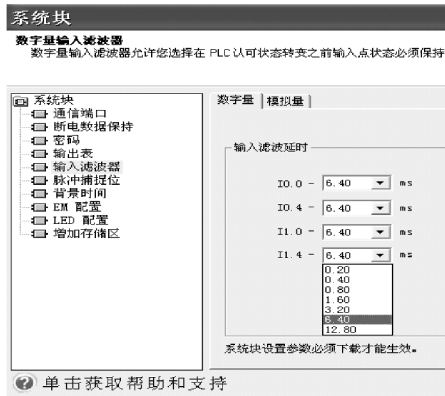 系统块
数字量输入滤波器
数字量输入滤波器允许您选择在 PLC 认可状态转变之前输入点状态必须保持
系统块
通信端口
断电数据保持
密码
输出表
输入滤波器
脉冲捕捉位
背景时间
EM 配置
LED 配置
增加存储区
数字量 模拟量
输入滤波延时
I0.0 - 6.40 ms
I0.4 - 6.40 ms
I1.0 - 6.40 ms
I1.4 - 6.40 ms
0.20
0.40
0.80
1.60
3.20
6.40
12.80
系统块设置参数必须下载才能生效。
单击获取帮助和支持